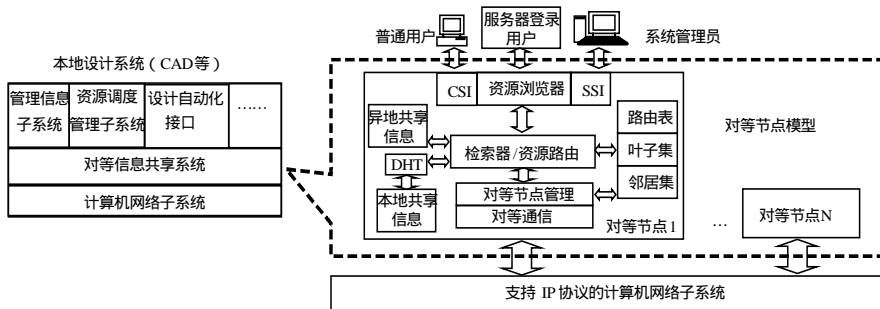 普通用户
服务器登录
用户
系统管理员
本地设计系统（CAD等）
管理信息
子系统
资源调度
管理子系统
设计自动化
接口
……
对等信息共享系统
计算机网络子系统
CSI
资源浏览器
SSI
异地共享
信息
检索器/资源路由
DHT
本地共享
信息
对等节点管理
对等通信
路由表
叶子集
邻居集
对等节点1
对等节点模型
…
对等节点N
支持 IP 协议的计算机网络子系统